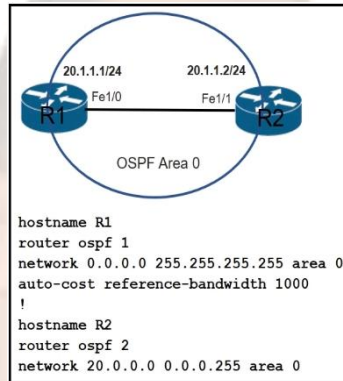 20.1.1.1/24 20.1.1.2/24
Fe1/0 Fe1/1
R1 R2
OSPF Area 0
hostname R1
router ospf 1
network 0.0.0.0 255.255.255.255 area 0
auto-cost reference-bandwidth 1000
!
hostname R2
router ospf 2
network 20.0.0.0 0.0.0.255 area 0